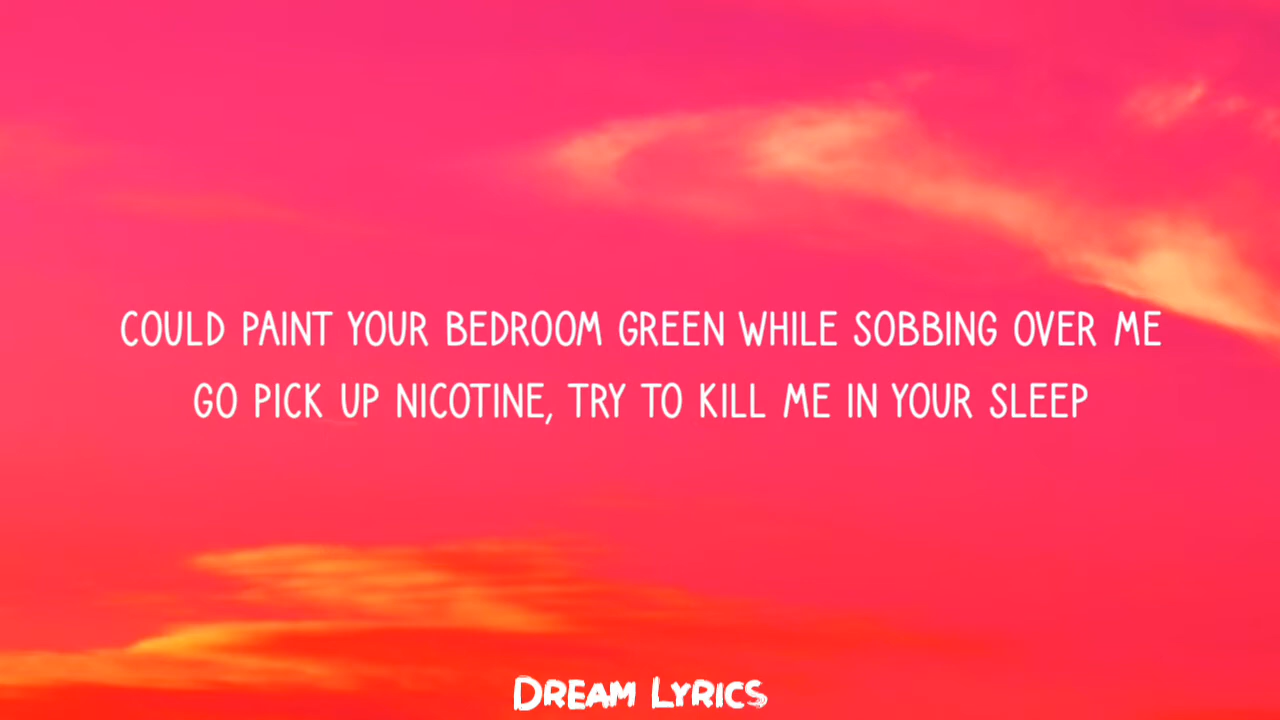 COULD PAINT YOUR BEDROOM GREEN WHILE SOBBING OVER ME
GO PICK UP NICOTINE, TRY TO KILL ME IN YOUR SLEEP
DREAM LYRICS